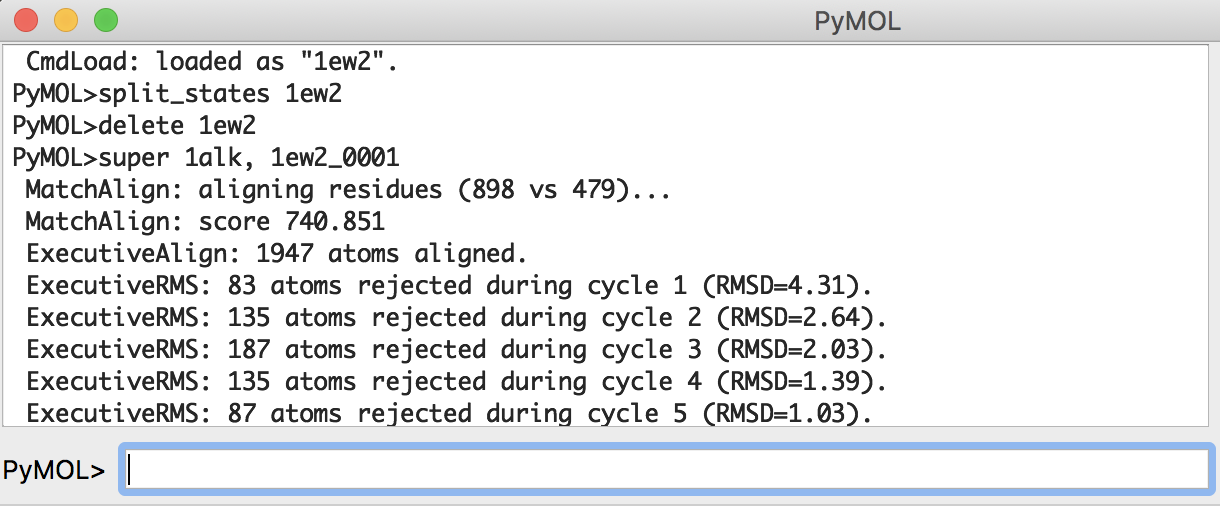 PyMOL
CmdLoad: loaded as "1ew2".
PyMOL>split_states 1ew2
PyMOL>delete 1ew2
PyMOL>super 1alk, 1ew2_0001
MatchAlign: aligning residues (898 vs 479)...
MatchAlign: score 740.851
ExecutiveAlign: 1947 atoms aligned.
ExecutiveRMS: 83 atoms rejected during cycle 1 (RMSD=4.31).
ExecutiveRMS: 135 atoms rejected during cycle 2 (RMSD=2.64).
ExecutiveRMS: 187 atoms rejected during cycle 3 (RMSD=2.03).
ExecutiveRMS: 135 atoms rejected during cycle 4 (RMSD=1.39).
ExecutiveRMS: 87 atoms rejected during cycle 5 (RMSD=1.03).
PyMOL>